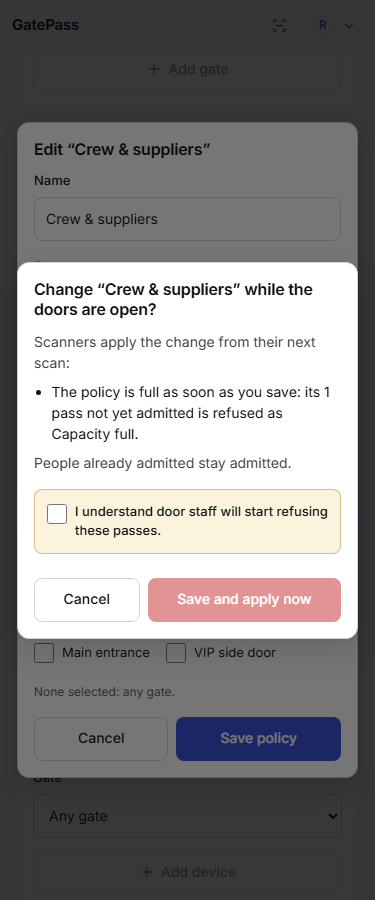 GatePass
R
+ Add gate
Edit “Crew & suppliers”
Name
Crew & suppliers
Change “Crew & suppliers” while the
doors are open?
Scanners apply the change from their next
scan:
• The policy is full as soon as you save: its 1
pass not yet admitted is refused as
Capacity full.
People already admitted stay admitted.
I understand door staff will start refusing
these passes.
Cancel
Save and apply now
Main entrance
VIP side door
None selected: any gate.
Cancel
Save policy
Gate
Any gate
+ Add device